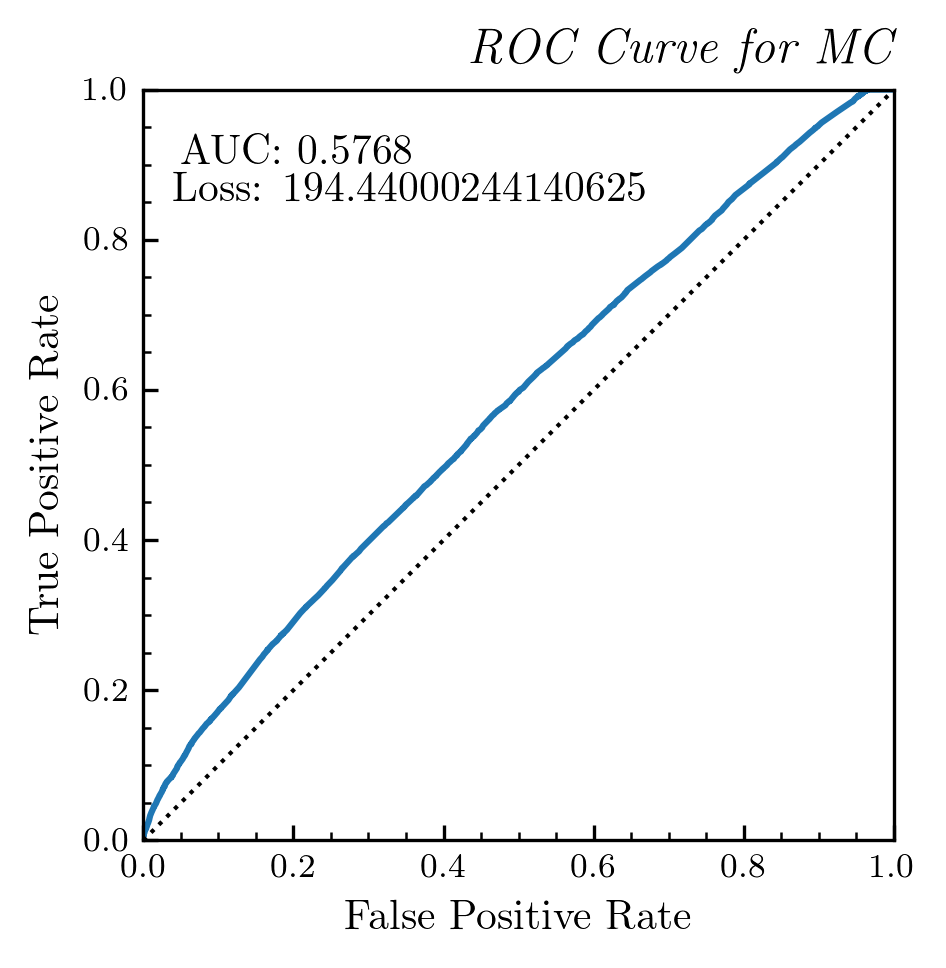 ROC Curve for MC
1.0
AUC: 0.5768
Loss: 194.44000244140625
0.8
0.6
0.4
0.2
0.0
True Positive Rate
0.0 0.2 0.4 0.6 0.8 1.0
False Positive Rate